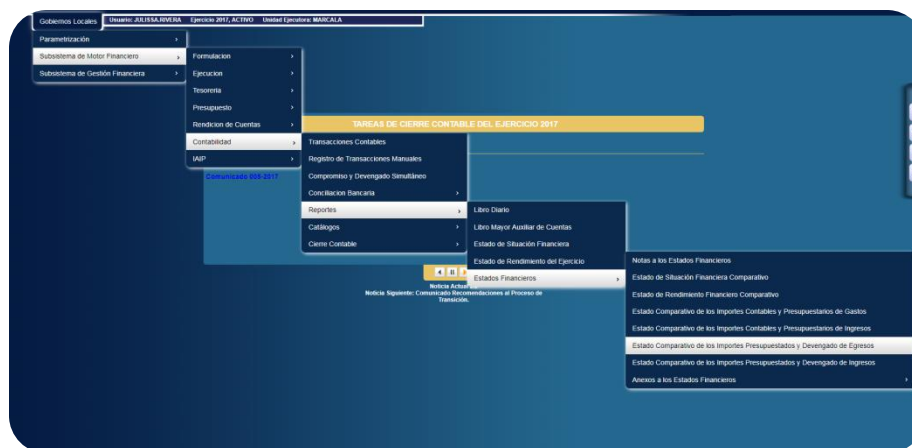 Gobiernos Locales
Usuario: JULISSA.RIVERA Ejercicio 2017, ACTIVO Unidad Ejecutora: MARCALA
Parametrización
Subsistema de Motor Financiero
Subsistema de Gestión Financiera
Formulacion
Ejecucion
Tesoreria
Presupuesto
Rendicion de Cuentas
Contabilidad
IAIP
TAREAS DE CIERRE CONTABLE DEL EJERCICIO 2017
Comunicado 009-2017
Transacciones Contables
Registro de Transacciones Manuales
Compromiso y Devengado Simultáneo
Conciliacion Bancaria
Reportes
Catálogos
Cierre Contable
Libro Diario
Libro Mayor Auxiliar de Cuentas
Estado de Situación Financiera
Estado de Rendimiento del Ejercicio
Estados Financieros
Notas a los Estados Financieros
Estado de Situación Financiera Comparativo
Estado de Rendimiento Financiero Comparativo
Estado Comparativo de los Importes Contables y Presupuestarios de Gastos
Estado Comparativo de los Importes Contables y Presupuestarios de Ingresos
Estado Comparativo de los Importes Presupuestados y Devengado de Egresos
Estado Comparativo de los Importes Presupuestados y Devengado de Ingresos
Anexos a los Estados Financieros
Noticia
Noticia Siguiente: Comunicado Recomendaciones al Proceso de
Transición.